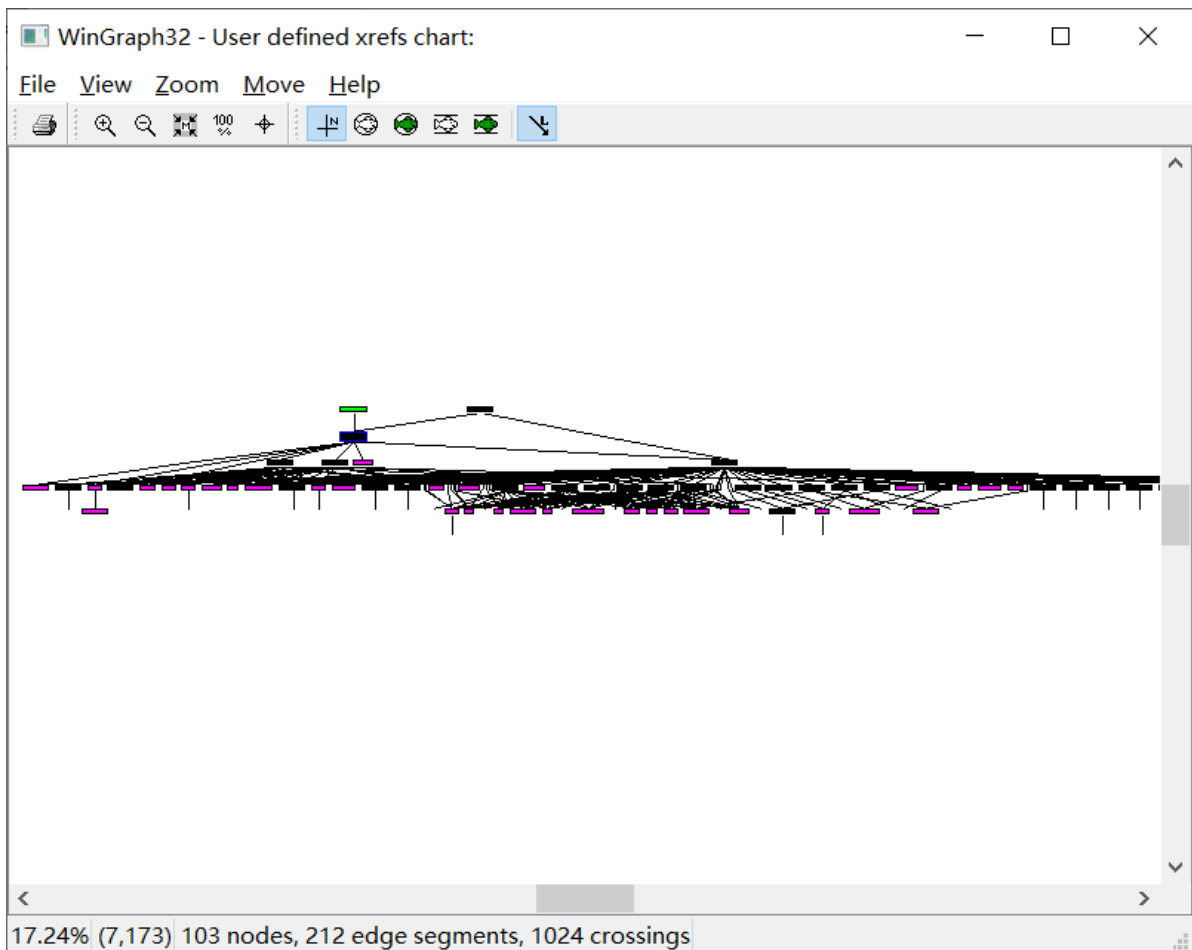 WinGraph32 - User defined xrefs chart:
File View Zoom Move Help
100 %
N
17.24% (7,173) 103 nodes, 212 edge segments, 1024 crossings